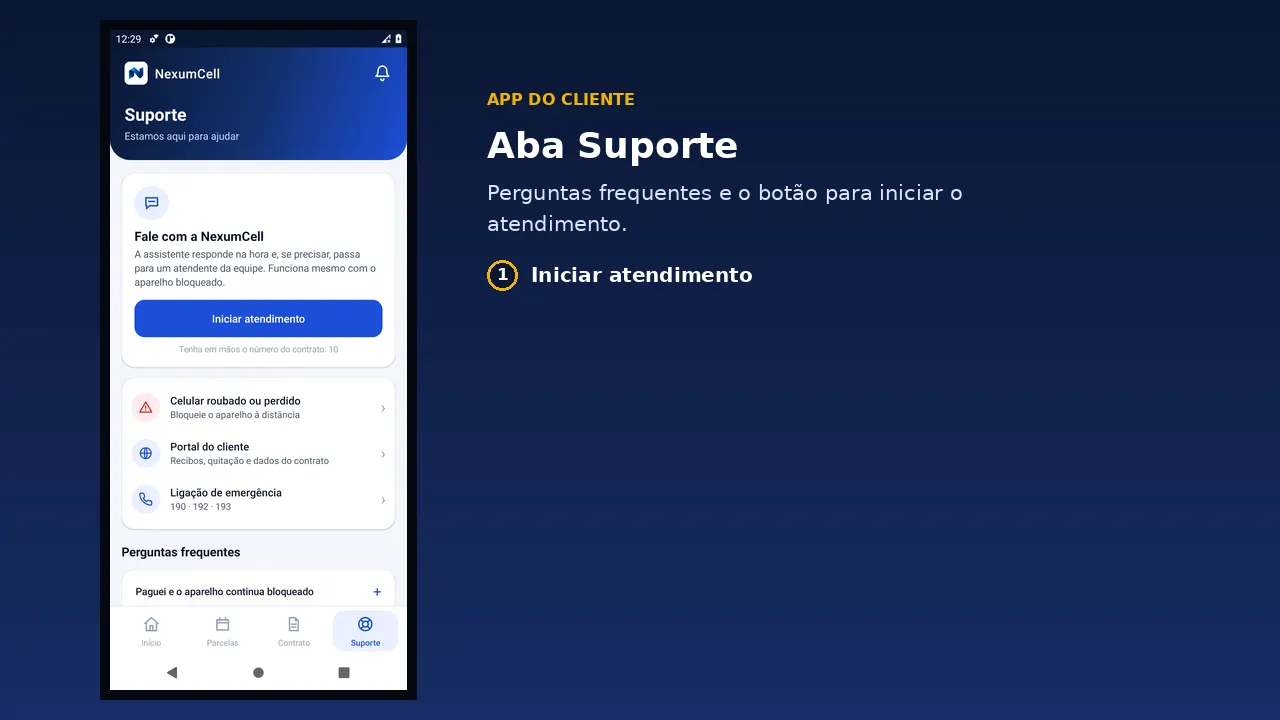 12:29
NexumCell
Suporte
Estamos aqui para ajudar
Fale com a NexumCell
A assistente responde na hora e, se precisar, passa
para um atendente da equipe. Funciona mesmo com o
aparelho bloqueado.
Iniciar atendimento
Tenha em mãos o número do contrato: 10
Celular roubado ou perdido
Bloqueie o aparelho à distância
Portal do cliente
Recibos, quitação e dados do contrato
Ligação de emergência
190 · 192 · 193
Perguntas frequentes
Paguei e o aparelho continua bloqueado
+
Início
Parcelas
Contrato
Suporte
APP DO CLIENTE
Aba Suporte
Perguntas frequentes e o botão para iniciar o
atendimento.
1 Iniciar atendimento